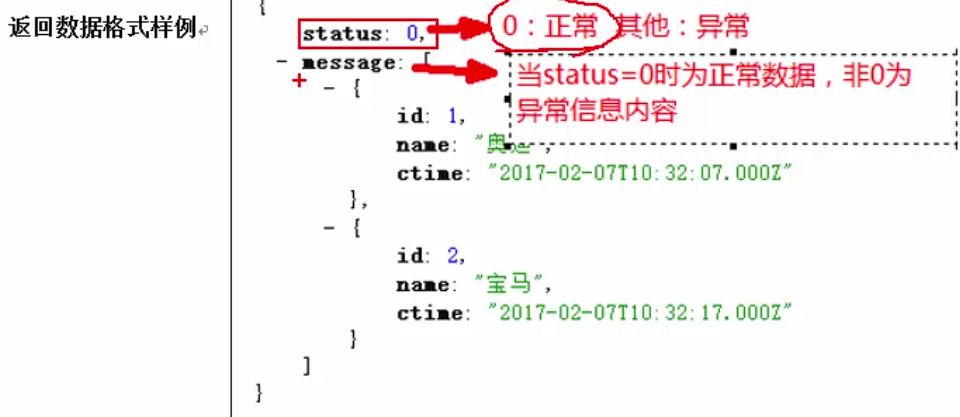 返回数据格式样例
{
status: 0, 0：正常 其他：异常
- message: [ 当status=0时为正常数据，非0为
异常信息内容
- {
id: 1,
name: "奥迪",
ctime: "2017-02-07T10:32:07.000Z"
},
- {
id: 2,
name: "宝马",
ctime: "2017-02-07T10:32:17.000Z"
}
]
}